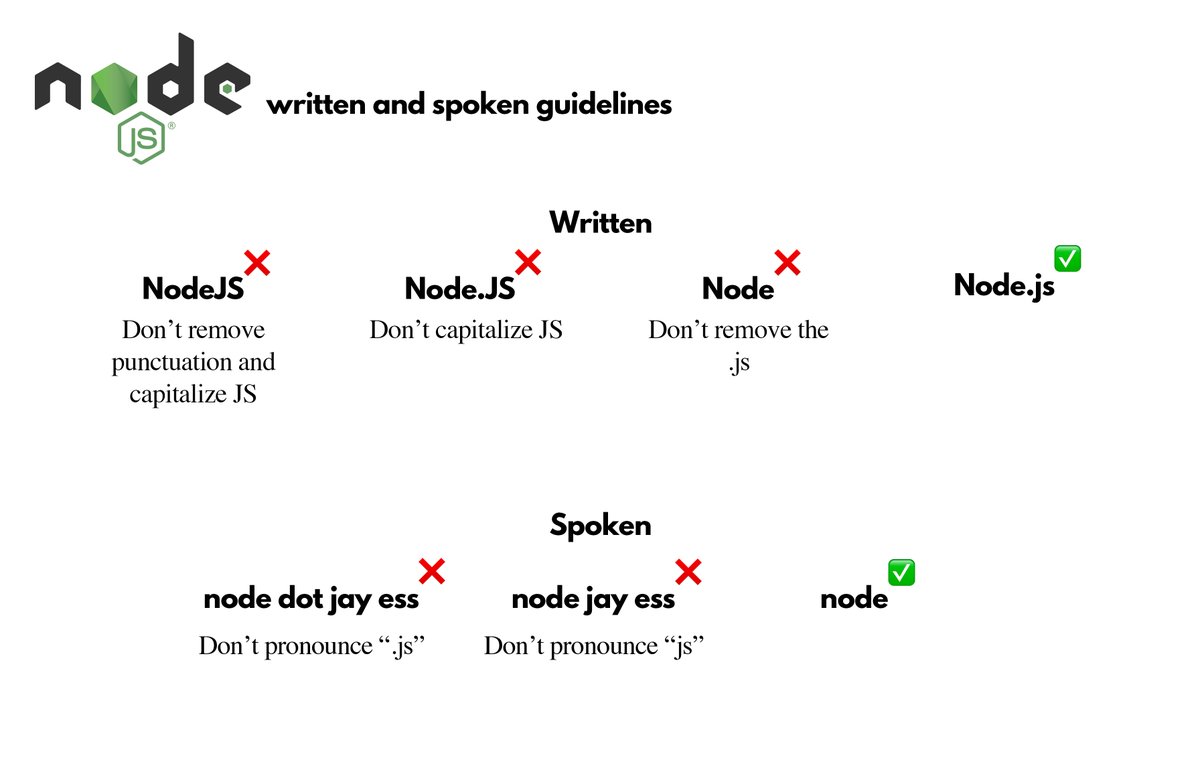 node
JS®
written and spoken guidelines
Written
NodeJS
Node.JS
Node
Node.js
Don’t remove
punctuation and
capitalize JS
Don’t capitalize JS
Don’t remove the
.js
Spoken
node dot jay ess
node jay ess
node
Don’t pronounce “.js”
Don’t pronounce “js”